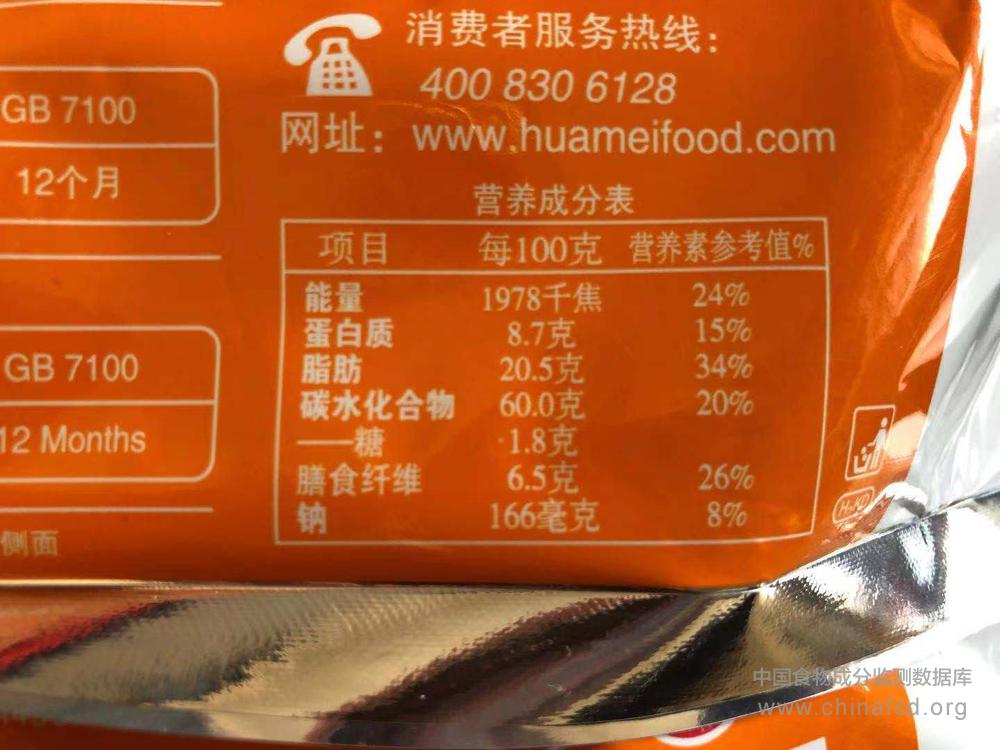 消费者服务热线：
400 830 6128
网址：www.huameifood.com
GB 7100
12个月
GB 7100
12 Months
侧面
营养成分表
项目 每100克 营养素参考值%
能量 1978千焦 24%
蛋白质 8.7克 15%
脂肪 20.5克 34%
碳水化合物 60.0克 20%
——糖 1.8克
膳食纤维 6.5克 26%
钠 166毫克 8%
中国食物成分监测数据库
www.chinafcd.org